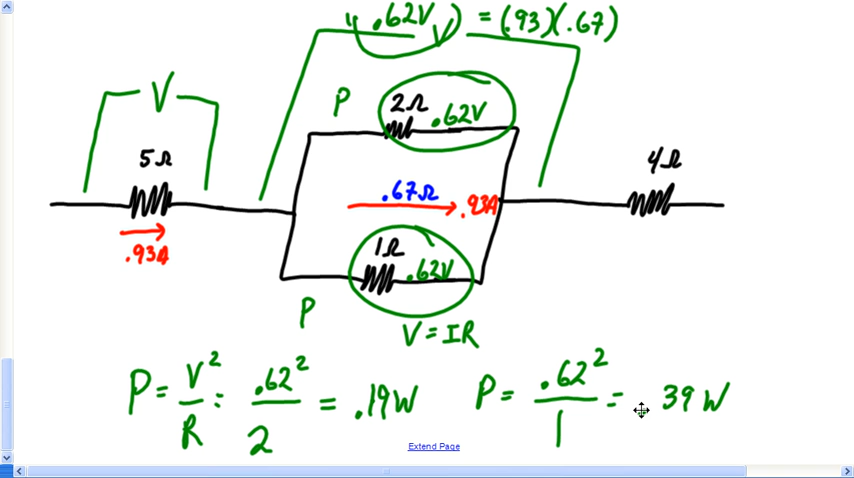 .62V V = (.93)(.67)
V
P 2Ω .62V
5Ω 4Ω
.67Ω .93A
.93A
1Ω .62V
P
V = IR
P = V²/R = .62²/2 = .19W P = .62²/1 = .39W
Extend Page